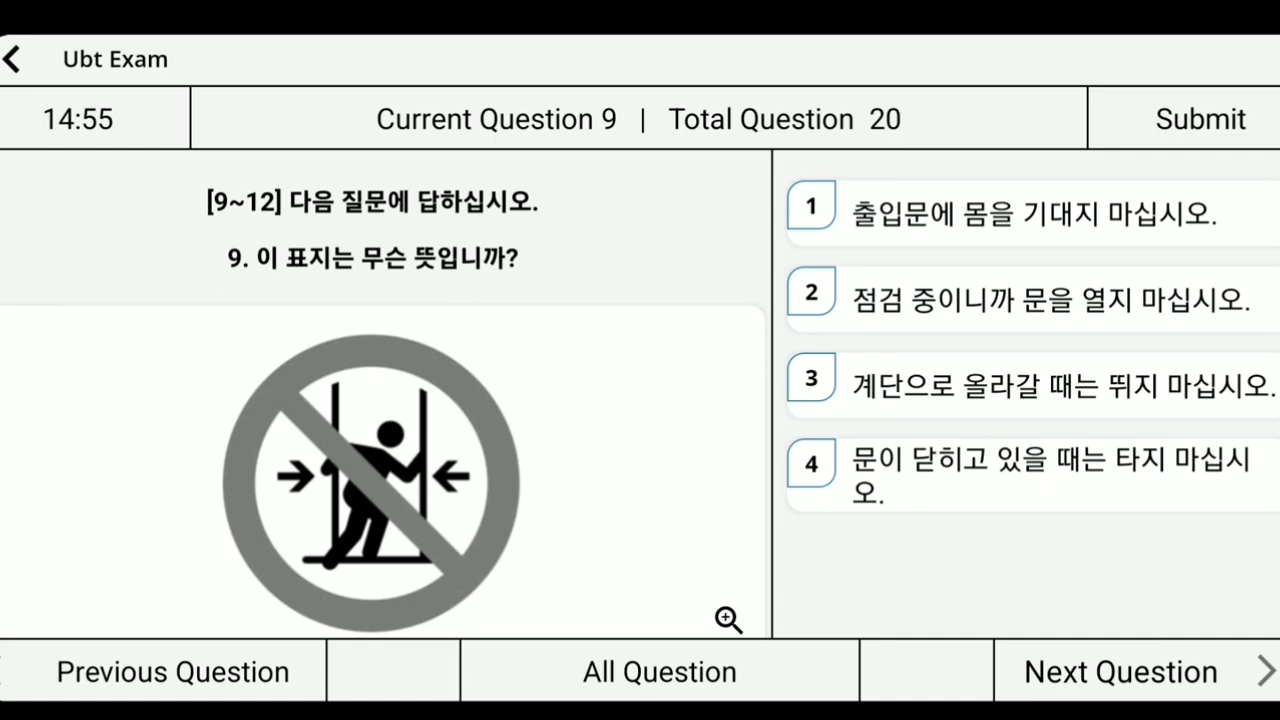 Ubt Exam
14:55
Current Question 9 | Total Question 20
Submit
[9~12] 다음 질문에 답하십시오.
9. 이 표지는 무슨 뜻입니까?
1 출입문에 몸을 기대지 마십시오.
2 점검 중이니까 문을 열지 마십시오.
3 계단으로 올라갈 때는 뛰지 마십시오.
4 문이 닫히고 있을 때는 타지 마십시
오.
Previous Question
All Question
Next Question